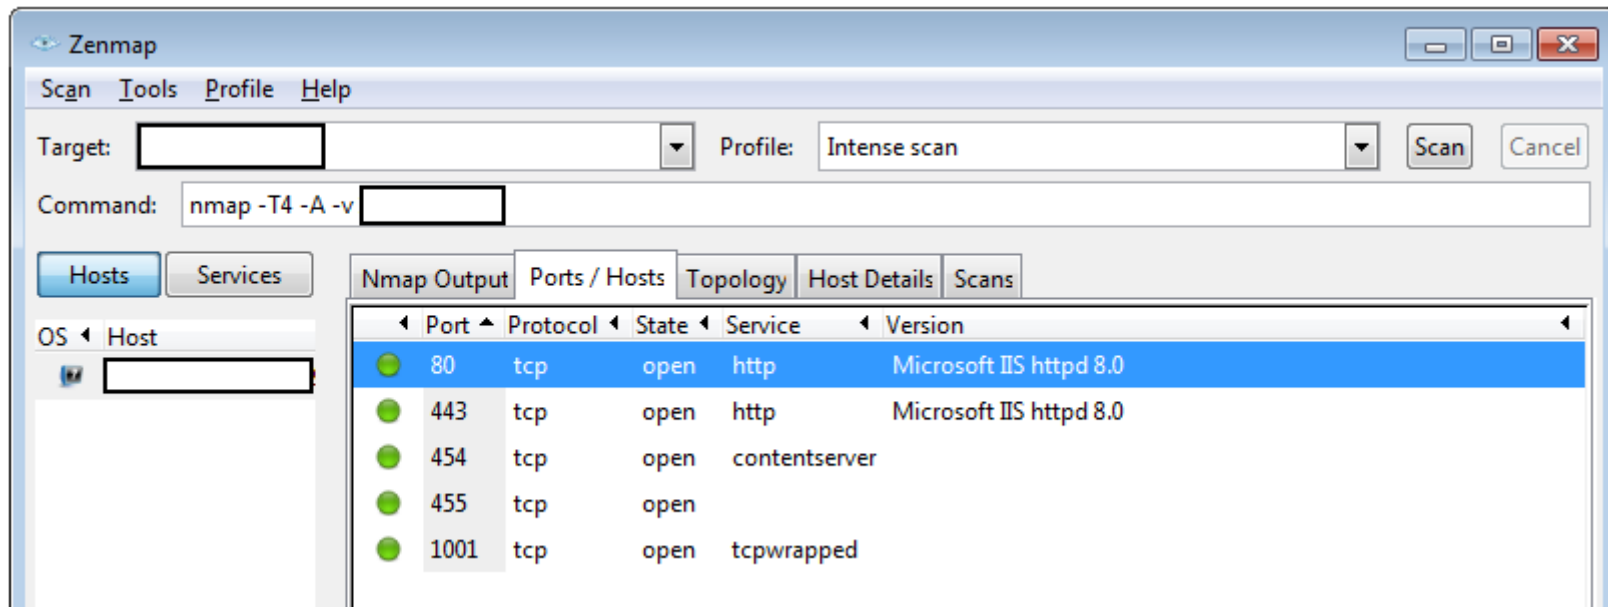 Zenmap
Scan Tools Profile Help
Target: Profile: Intense scan Scan Cancel
Command: nmap -T4 -A -v
Hosts Services Nmap Output Ports / Hosts Topology Host Details Scans
OS Host Port Protocol State Service Version
80 tcp open http Microsoft IIS httpd 8.0
443 tcp open http Microsoft IIS httpd 8.0
454 tcp open contentserver
455 tcp open
1001 tcp open tcpwrapped